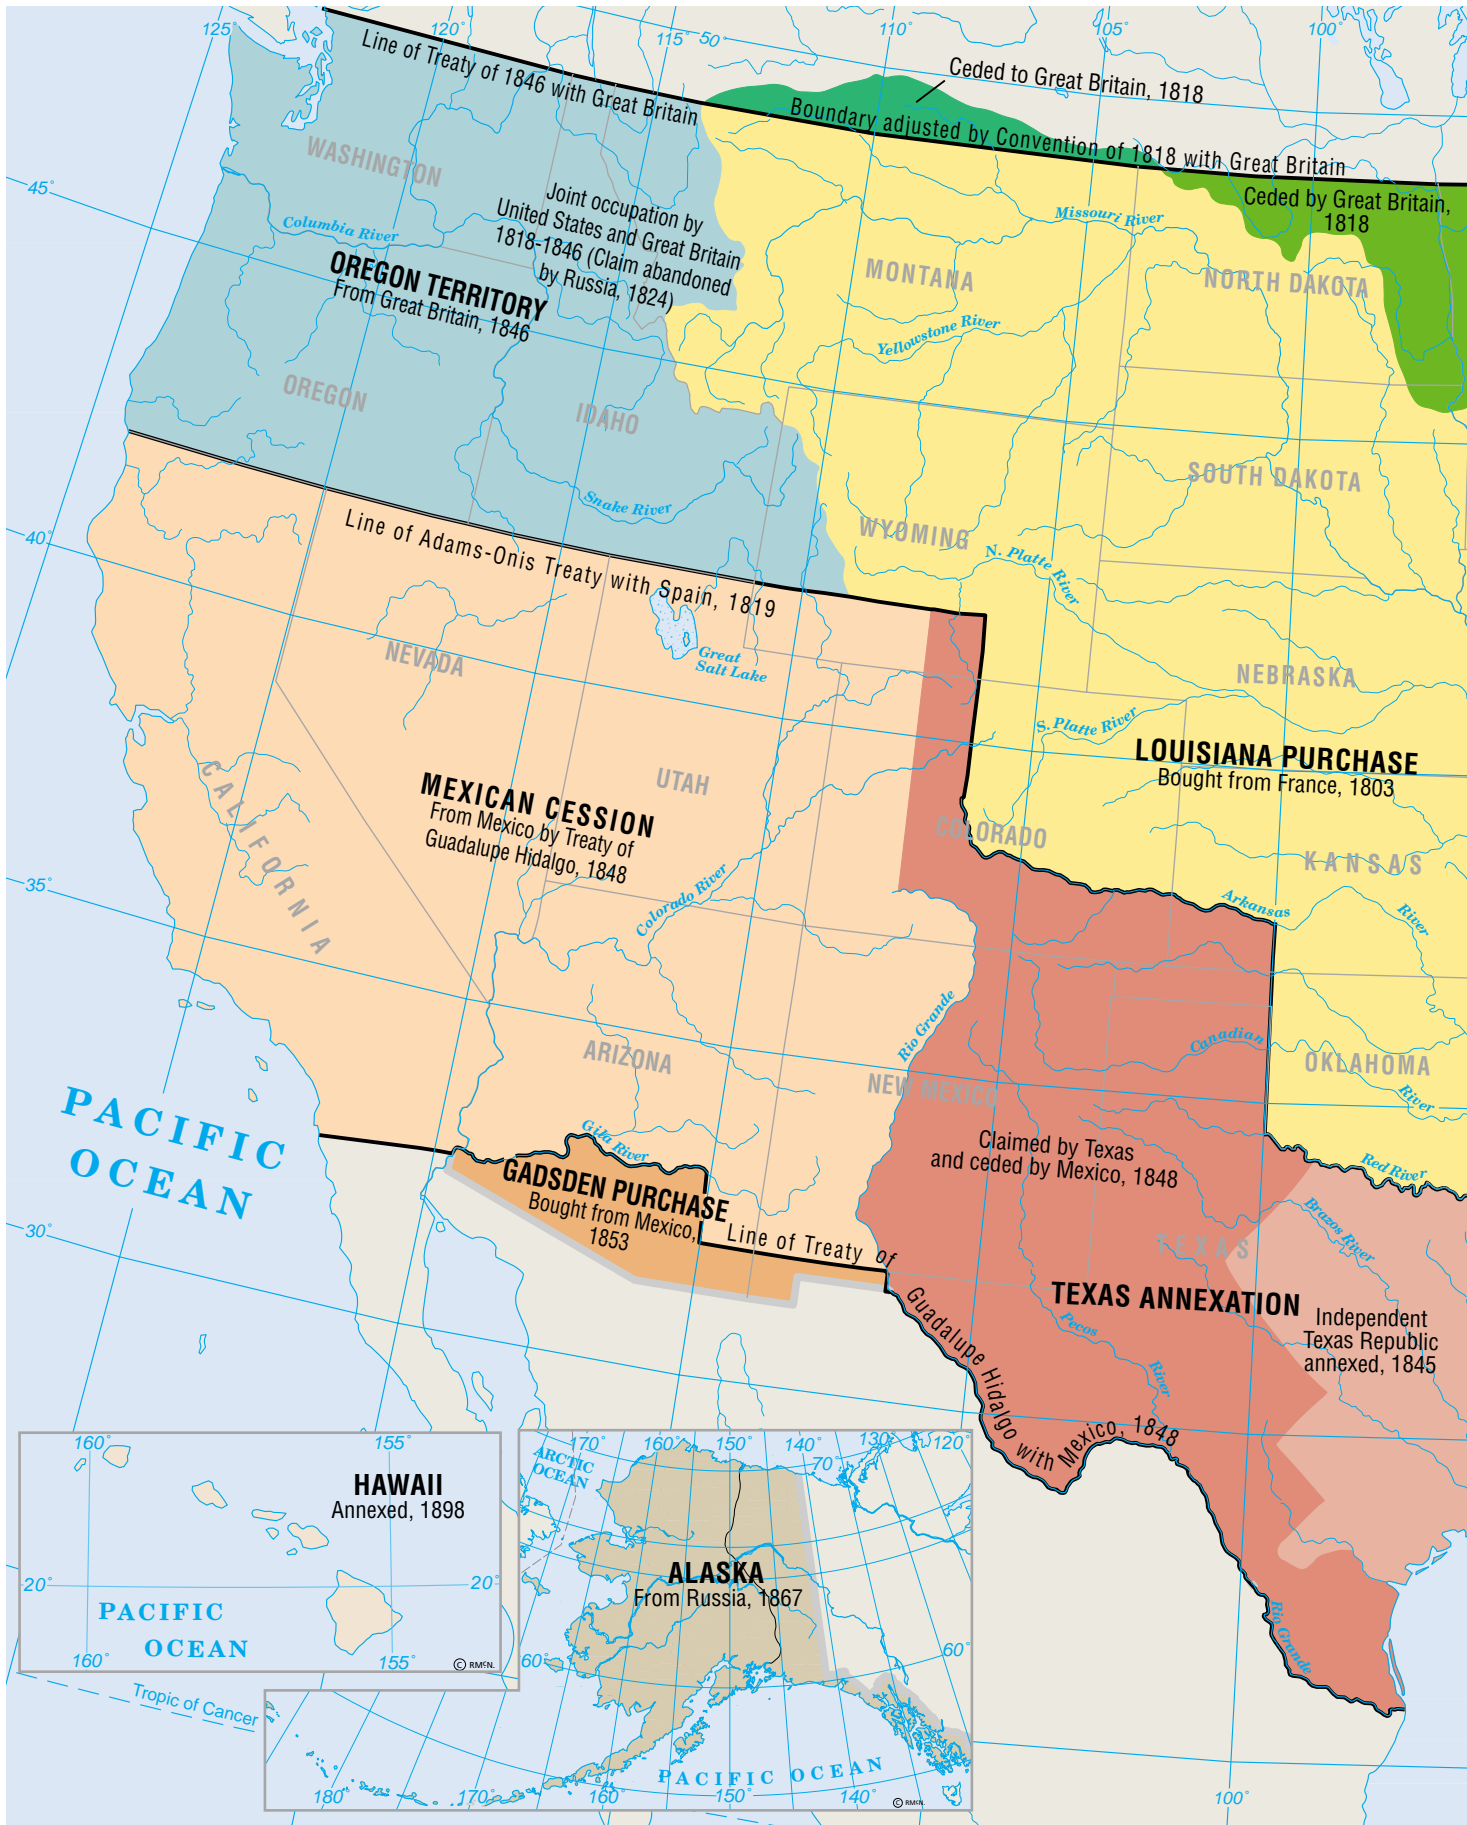 125°
120°
115°
50°
110°
105°
100°
Line of Treaty of 1846 with Great Britain
Ceded to Great Britain, 1818
Boundary adjusted by Convention of 1818 with Great Britain
Ceded by Great Britain,
1818
WASHINGTON
45°
Joint occupation by
United States and Great Britain
1818-1846 (Claim abandoned
by Russia, 1824)
Columbia River
Missouri River
OREGON TERRITORY
From Great Britain, 1846
MONTANA
NORTH DAKOTA
Yellowstone River
OREGON
IDAHO
SOUTH DAKOTA
Snake River
WYOMING
40°
Line of Adams-Onis Treaty with Spain, 1819
N. Platte River
NEVADA
Great
Salt Lake
NEBRASKA
S. Platte River
LOUISIANA PURCHASE
Bought from France, 1803
UTAH
CALIFORNIA
MEXICAN CESSION
From Mexico by Treaty of
Guadalupe Hidalgo, 1848
COLORADO
KANSAS
35°
Colorado River
Arkansas
River
Rio Grande
ARIZONA
Canadian
River
OKLAHOMA
NEW MEXICO
PACIFIC
OCEAN
Gila River
Claimed by Texas
and ceded by Mexico, 1848
Red River
GADSDEN PURCHASE
Bought from Mexico,
1853
30°
Line of Treaty of
Guadalupe Hidalgo with Mexico, 1848
Brazos River
TEXAS
TEXAS ANNEXATION
Independent
Texas Republic
annexed, 1845
Pecos
River
Rio Grande
160°
155°
HAWAII
Annexed, 1898
20°
20°
PACIFIC
OCEAN
160°
155°
© RMCN.
Tropic of Cancer
170°
160°
150°
140°
130°
120°
70°
ARCTIC
OCEAN
ALASKA
From Russia, 1867
60°
60°
PACIFIC OCEAN
180°
170°
160°
150°
140°
© RMCN.
100°